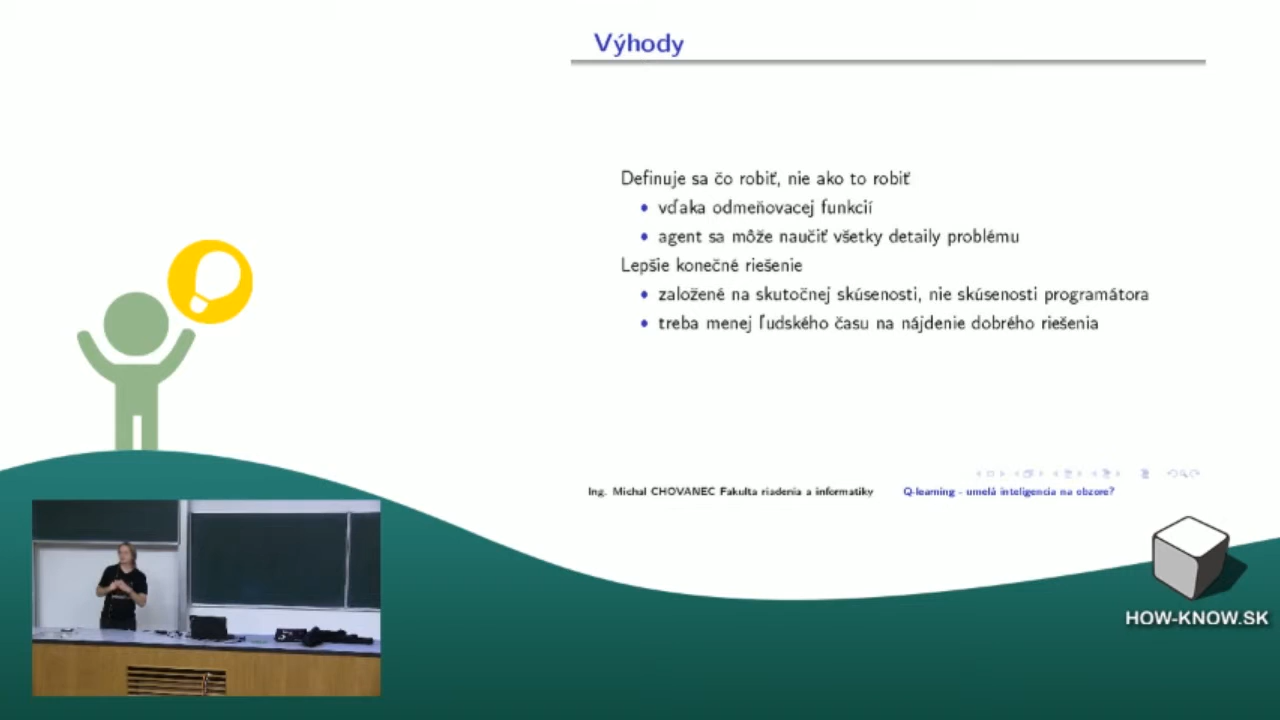 Výhody
Definuje sa čo robiť, nie ako to robiť
vďaka odmeňovacej funkcií
agent sa môže naučiť všetky detaily problému
Lepšie konečné riešenie
založené na skutočnej skúsenosti, nie skúsenosti programátora
treba menej ľudského času na nájdenie dobrého riešenia
Ing. Michal CHOVANEC Fakulta riadenia a informatiky Q-learning - umelá inteligencia na obzore?
HOW-KNOW.SK